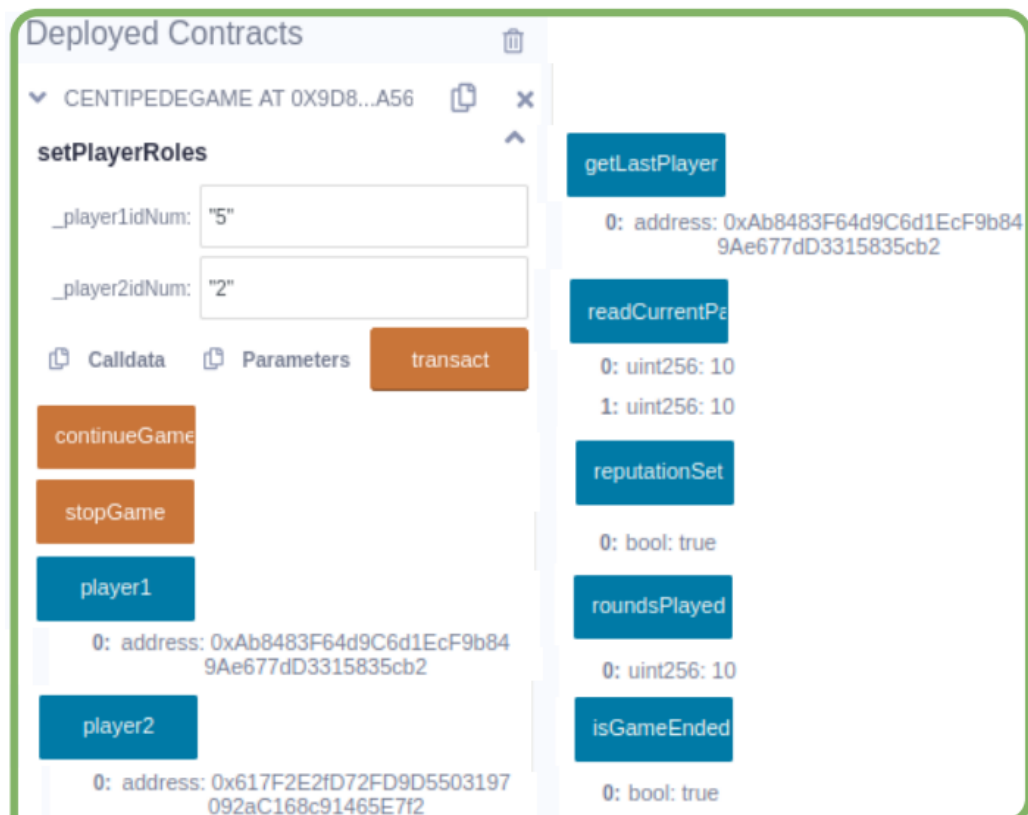 Deployed Contracts
CENTIPEDEGAME AT 0X9D8...A56
setPlayerRoles
_player1idNum: "5"
_player2idNum: "2"
Calldata Parameters transact
continueGame
stopGame
player1
0: address: 0xAb8483F64d9C6d1EcF9b84
9Ae677dD3315835cb2
player2
0: address: 0x617F2E2fD72FD9D5503197
092aC168c91465E7f2
getLastPlayer
0: address: 0xAb8483F64d9C6d1EcF9b84
9Ae677dD3315835cb2
readCurrentPa
0: uint256: 10
1: uint256: 10
reputationSet
0: bool: true
roundsPlayed
0: uint256: 10
isGameEnded
0: bool: true